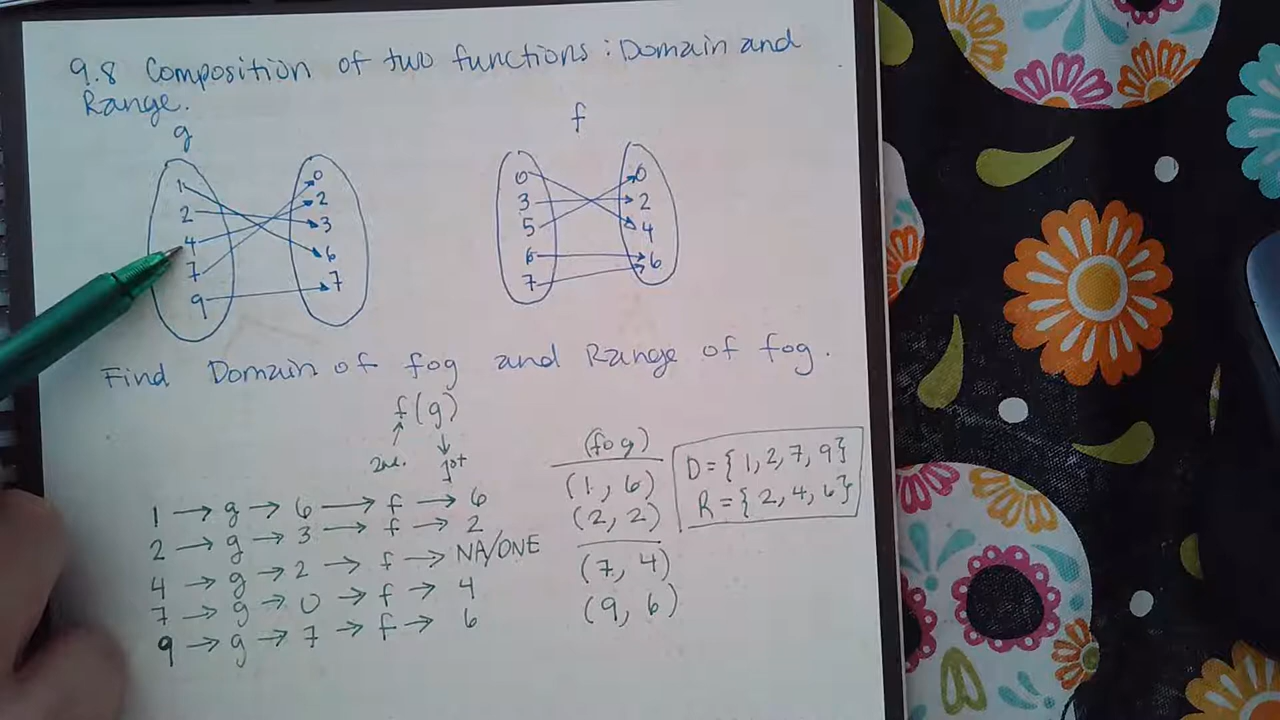 9.8 Composition of two functions: Domain and
Range.
g
f
1
2
4
7
9
0
2
3
6
7
0
3
5
6
7
0
2
4
6
Find Domain of fog and Range of fog.
f(g)
2nd. 1st
1 → g → 6 → f → 6
2 → g → 3 → f → 2
4 → g → 2 → f → NA/ONE
7 → g → 0 → f → 4
9 → g → 7 → f → 6
(fog)
(1, 6)
(2, 2)
(7, 4)
(9, 6)
D = { 1, 2, 7, 9}
R = { 2, 4, 6}